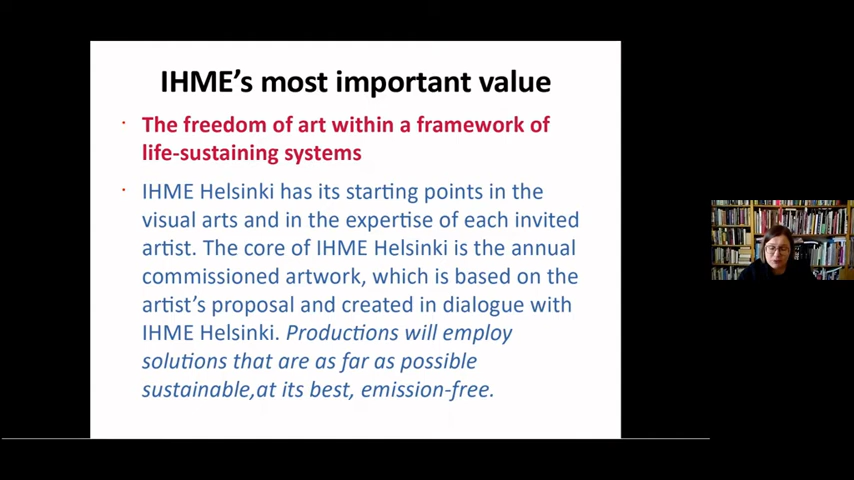 IHME's most important value
• The freedom of art within a framework of
life-sustaining systems
• IHME Helsinki has its starting points in the
visual arts and in the expertise of each invited
artist. The core of IHME Helsinki is the annual
commissioned artwork, which is based on the
artist's proposal and created in dialogue with
IHME Helsinki. Productions will employ
solutions that are as far as possible
sustainable,at its best, emission-free.